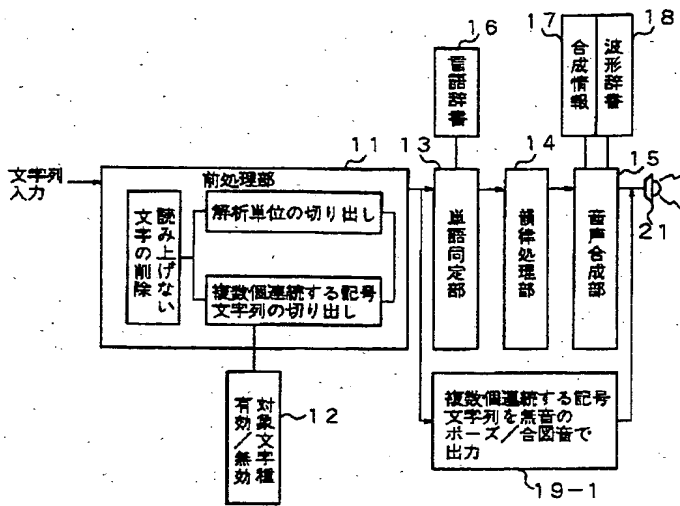 文字列
入力
11
前処理部
読み上げない
文字の削除
解析単位の切り出し
複数個連続する記号
文字列の切り出し
対象文字種
有効/無効
12
16
言語辞書
13
単語同定部
14
韻律処理部
17
合成情報
18
波形辞書
15
音声合成部
21
複数個連続する記号
文字列を無音の
ポーズ/合図音で
出力
19-1